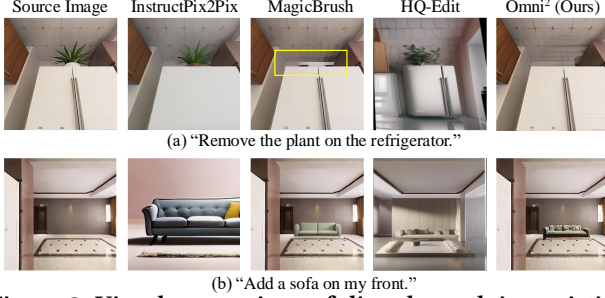 Source Image InstructPix2Pix MagicBrush HQ-Edit Omni² (Ours)
(a) “Remove the plant on the refrigerator.”
(b) “Add a sofa on my front.”